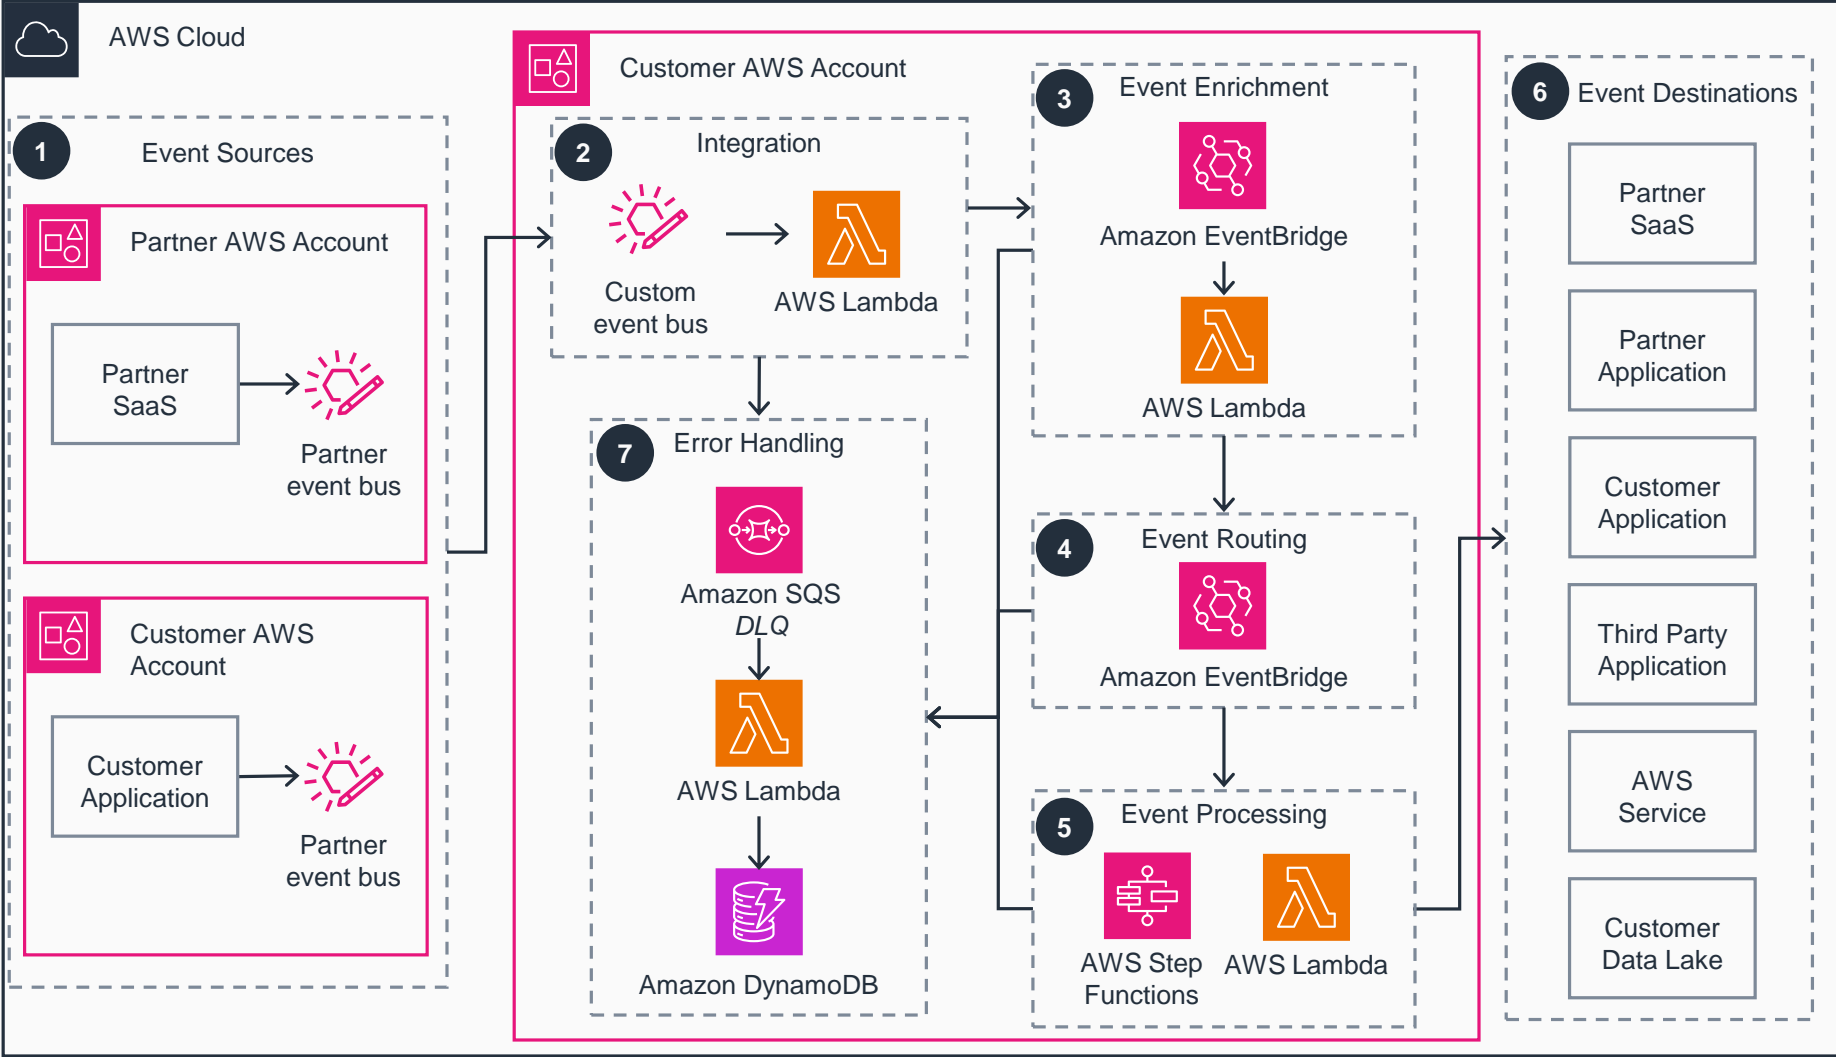 AWS Cloud
1
Event Sources
Partner AWS Account
Partner
SaaS
Partner
event bus
Customer AWS
Account
Customer
Application
Partner
event bus
Customer AWS Account
2
Integration
Custom
event bus
AWS Lambda
3
Event Enrichment
Amazon EventBridge
AWS Lambda
4
Event Routing
Amazon EventBridge
5
Event Processing
AWS Step
Functions
AWS Lambda
7
Error Handling
Amazon SQS
DLQ
AWS Lambda
Amazon DynamoDB
6
Event Destinations
Partner
SaaS
Partner
Application
Customer
Application
Third Party
Application
AWS
Service
Customer
Data Lake